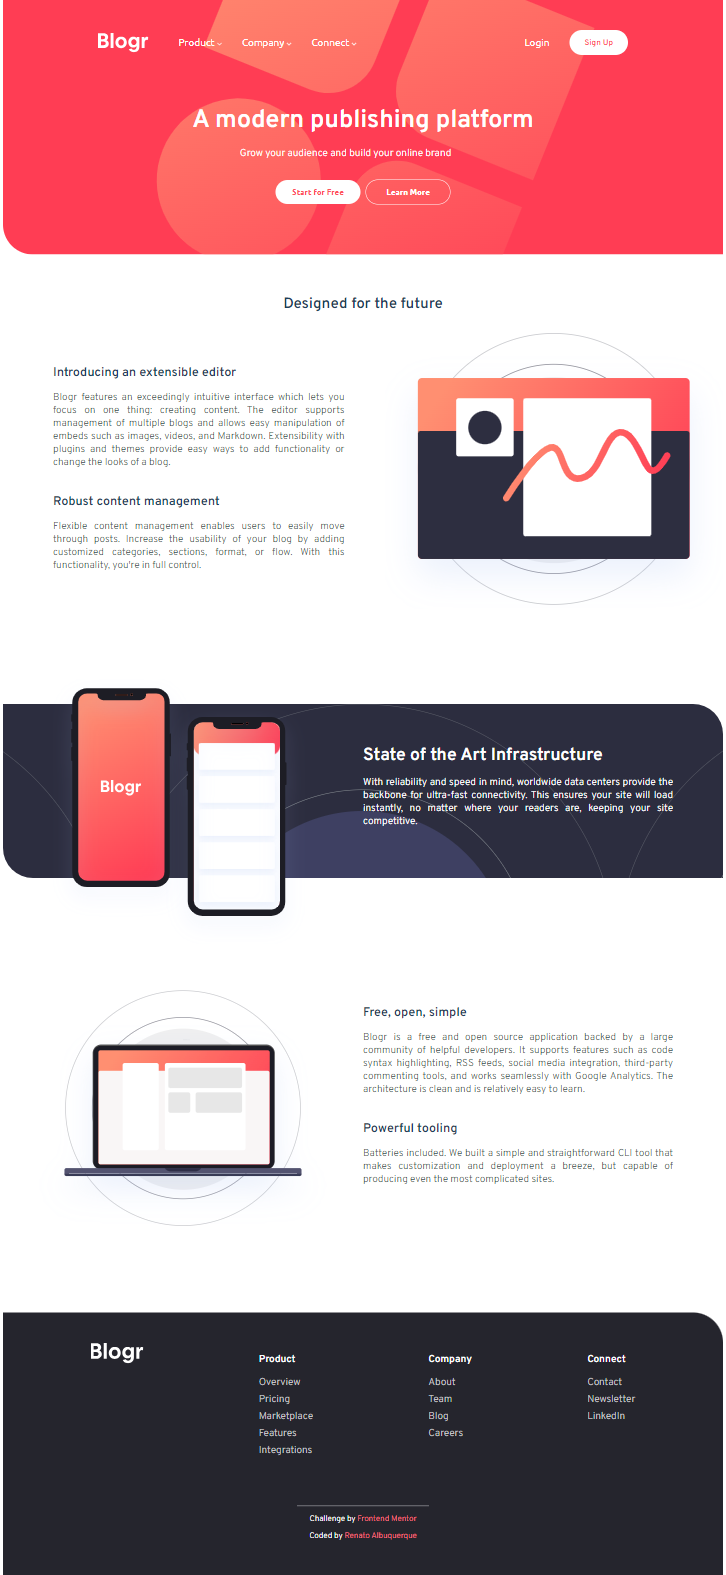 Blogr Product Company Connect Login Sign Up
A modern publishing platform
Grow your audience and build your online brand
Start for Free Learn More
Designed for the future
Introducing an extensible editor
Blogr features an exceedingly intuitive interface which lets you
focus on one thing: creating content. The editor supports
management of multiple blogs and allows easy manipulation of
embeds such as images, videos, and Markdown. Extensibility with
plugins and themes provide easy ways to add functionality or
change the looks of a blog.
Robust content management
Flexible content management enables users to easily move
through posts. Increase the usability of your blog by adding
customized categories, sections, format, or flow. With this
functionality, you're in full control.
Blogr
State of the Art Infrastructure
With reliability and speed in mind, worldwide data centers provide the
backbone for ultra-fast connectivity. This ensures your site will load
instantly, no matter where your readers are, keeping your site
competitive.
Free, open, simple
Blogr is a free and open source application backed by a large
community of helpful developers. It supports features such as code
syntax highlighting, RSS feeds, social media integration, third-party
commenting tools, and works seamlessly with Google Analytics. The
architecture is clean and is relatively easy to learn.
Powerful tooling
Batteries included. We built a simple and straightforward CLI tool that
makes customization and deployment a breeze, but capable of
producing even the most complicated sites.
Blogr
Product
Overview
Pricing
Marketplace
Features
Integrations
Company
About
Team
Blog
Careers
Connect
Contact
Newsletter
LinkedIn
Challenge by Frontend Mentor
Coded by Renato Albuquerque